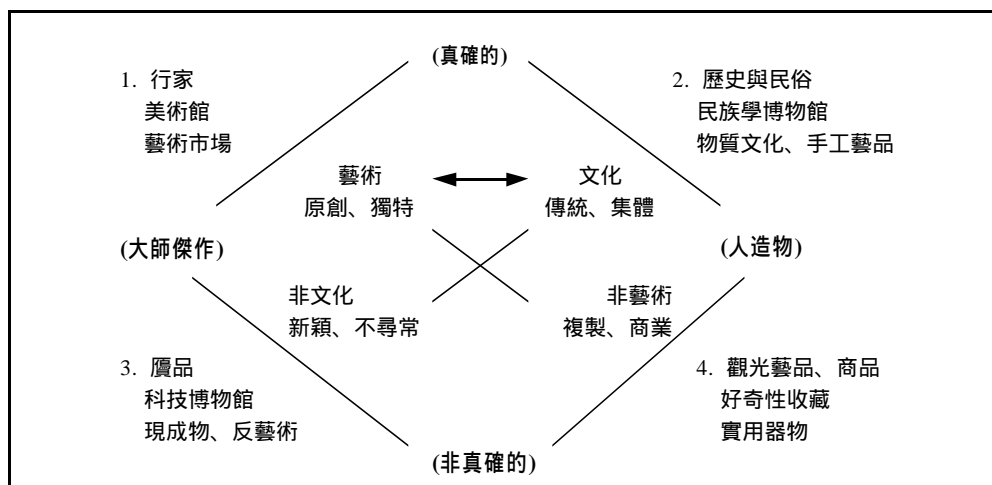 (真確的)
1. 行家
美術館
藝術市場
2. 歷史與民俗
民族學博物館
物質文化、手工藝品
藝術
原創、獨特
文化
傳統、集體
(大師傑作)
(人造物)
非文化
新穎、不尋常
非藝術
複製、商業
3. 贗品
科技博物館
現成物、反藝術
4. 觀光藝品、商品
好奇性收藏
實用器物
(非真確的)